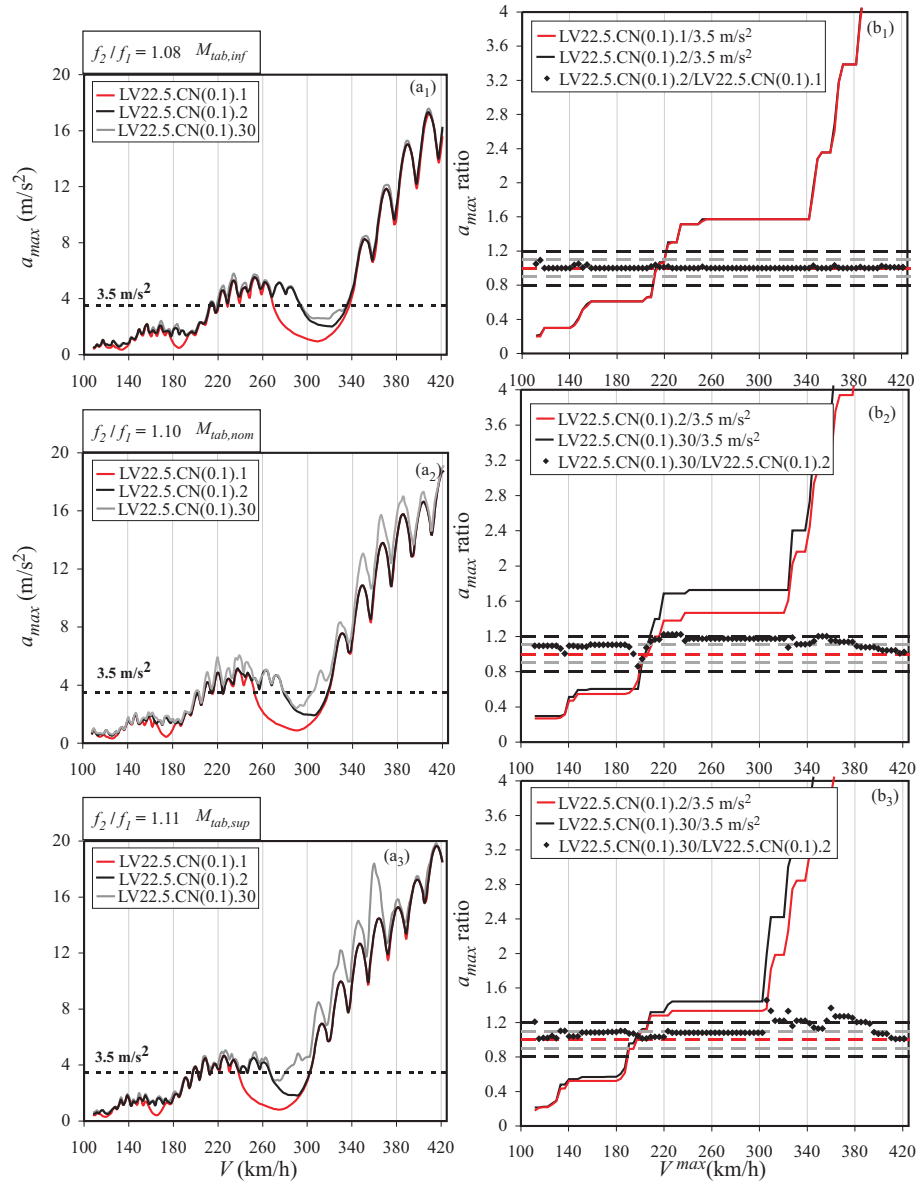 f2 / f1 = 1.08 Mtab,inf
(a1)
LV22.5.CN(0.1).1
LV22.5.CN(0.1).2
LV22.5.CN(0.1).30
3.5 m/s2
amax (m/s2)
20
16
12
8
4
0
100 140 180 220 260 300 340 380 420
(b1)
LV22.5.CN(0.1).1/3.5 m/s2
LV22.5.CN(0.1).2/3.5 m/s2
LV22.5.CN(0.1).2/LV22.5.CN(0.1).1
amax ratio
4
3.6
3.2
2.8
2.4
2
1.6
1.2
0.8
0.4
0
100 140 180 220 260 300 340 380 420
f2 / f1 = 1.10 Mtab,nom
(a2)
LV22.5.CN(0.1).1
LV22.5.CN(0.1).2
LV22.5.CN(0.1).30
3.5 m/s2
amax (m/s2)
20
16
12
8
4
0
100 140 180 220 260 300 340 380 420
(b2)
LV22.5.CN(0.1).2/3.5 m/s2
LV22.5.CN(0.1).30/3.5 m/s2
LV22.5.CN(0.1).30/LV22.5.CN(0.1).2
amax ratio
4
3.6
3.2
2.8
2.4
2
1.6
1.2
0.8
0.4
0
100 140 180 220 260 300 340 380 420
f2 / f1 = 1.11 Mtab,sup
(a3)
LV22.5.CN(0.1).1
LV22.5.CN(0.1).2
LV22.5.CN(0.1).30
3.5 m/s2
amax (m/s2)
20
16
12
8
4
0
100 140 180 220 260 300 340 380 420
V (km/h)
(b3)
LV22.5.CN(0.1).2/3.5 m/s2
LV22.5.CN(0.1).30/3.5 m/s2
LV22.5.CN(0.1).30/LV22.5.CN(0.1).2
amax ratio
4
3.6
3.2
2.8
2.4
2
1.6
1.2
0.8
0.4
0
100 140 180 220 260 300 340 380 420
Vmax(km/h)